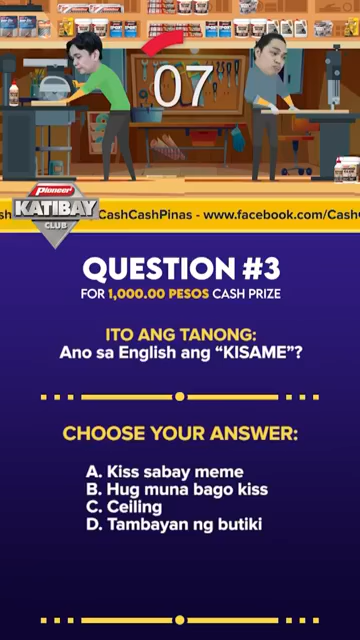 07
Pioneer
KATIBAY
CLUB
CashCashPinas - www.facebook.com/Cash
QUESTION #3
FOR 1,000.00 PESOS CASH PRIZE
ITO ANG TANONG:
Ano sa English ang “KISAME”?
CHOOSE YOUR ANSWER:
A. Kiss sabay meme
B. Hug muna bago kiss
C. Ceiling
D. Tambayan ng butiki